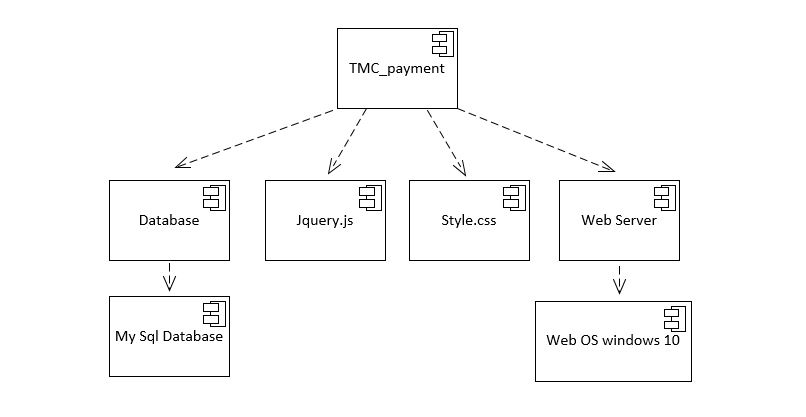 TMC_payment
Database
Jquery.js
Style.css
Web Server
My Sql Database
Web OS windows 10